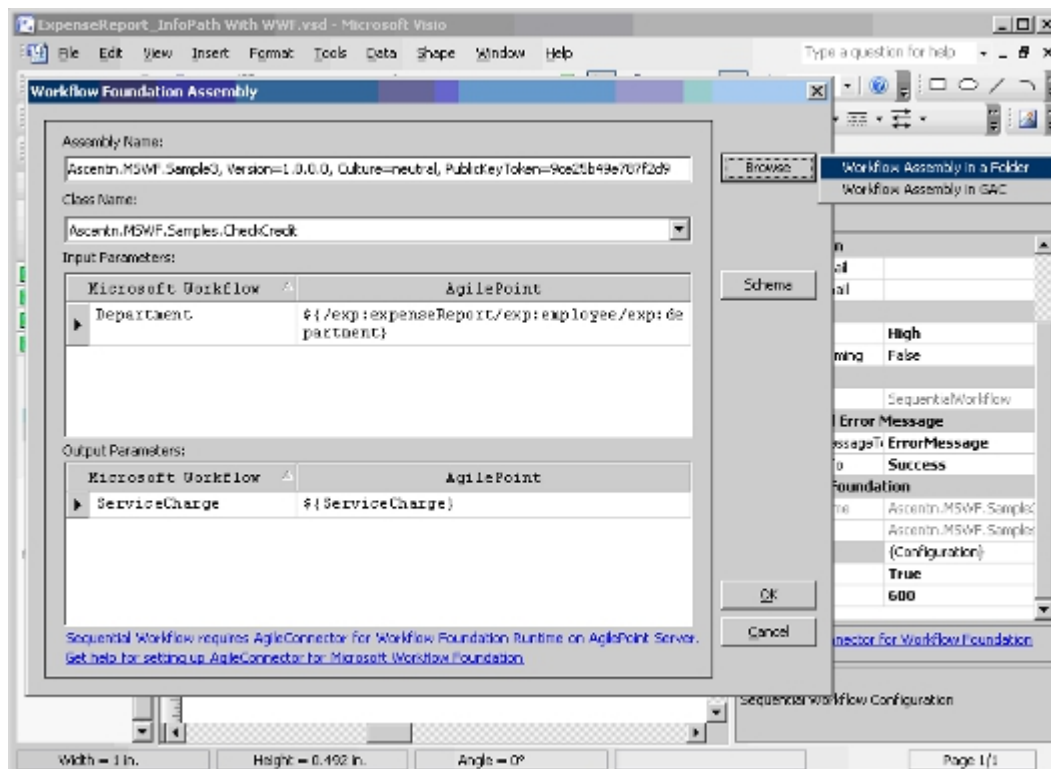 ExpenseReport_InfoPath With WWF.vsd - Microsoft Visio
File Edit View Insert Format Tools Data Shape Window Help
Type a question for help
Workflow Foundation Assembly
Assembly Name:
Ascentn.MSWF.Sample3, Version=1.0.0.0, Culture=neutral, PublicKeyToken=9ce25b49e707f2d9
Browse
Workflow Assembly in a Folder
Workflow Assembly in GAC
Class Name:
Ascentn.MSWF.Samples.CheckCredit
Input Parameters:
Schema
Microsoft Workflow AgilePoint
Department ${/exp:expenseReport/exp:employee/exp:de
partment}
High
ming False
SequentialWorkflow
Error Message
ErrorMessage
Success
Foundation
Ascentn.MSWF.Sample
Ascentn.MSWF.Samples
{Configuration}
True
600
Output Parameters:
Microsoft Workflow AgilePoint
ServiceCharge ${ServiceCharge}
OK
Cancel
Sequential Workflow requires AgileConnector for Workflow Foundation Runtime on AgilePoint Server.
Get help for setting up AgileConnector for Microsoft Workflow Foundation
nnector for Workflow Foundation
Sequential Workflow Configuration
Width = 1 in. Height = 0.492 in. Angle = 0° Page 1/1